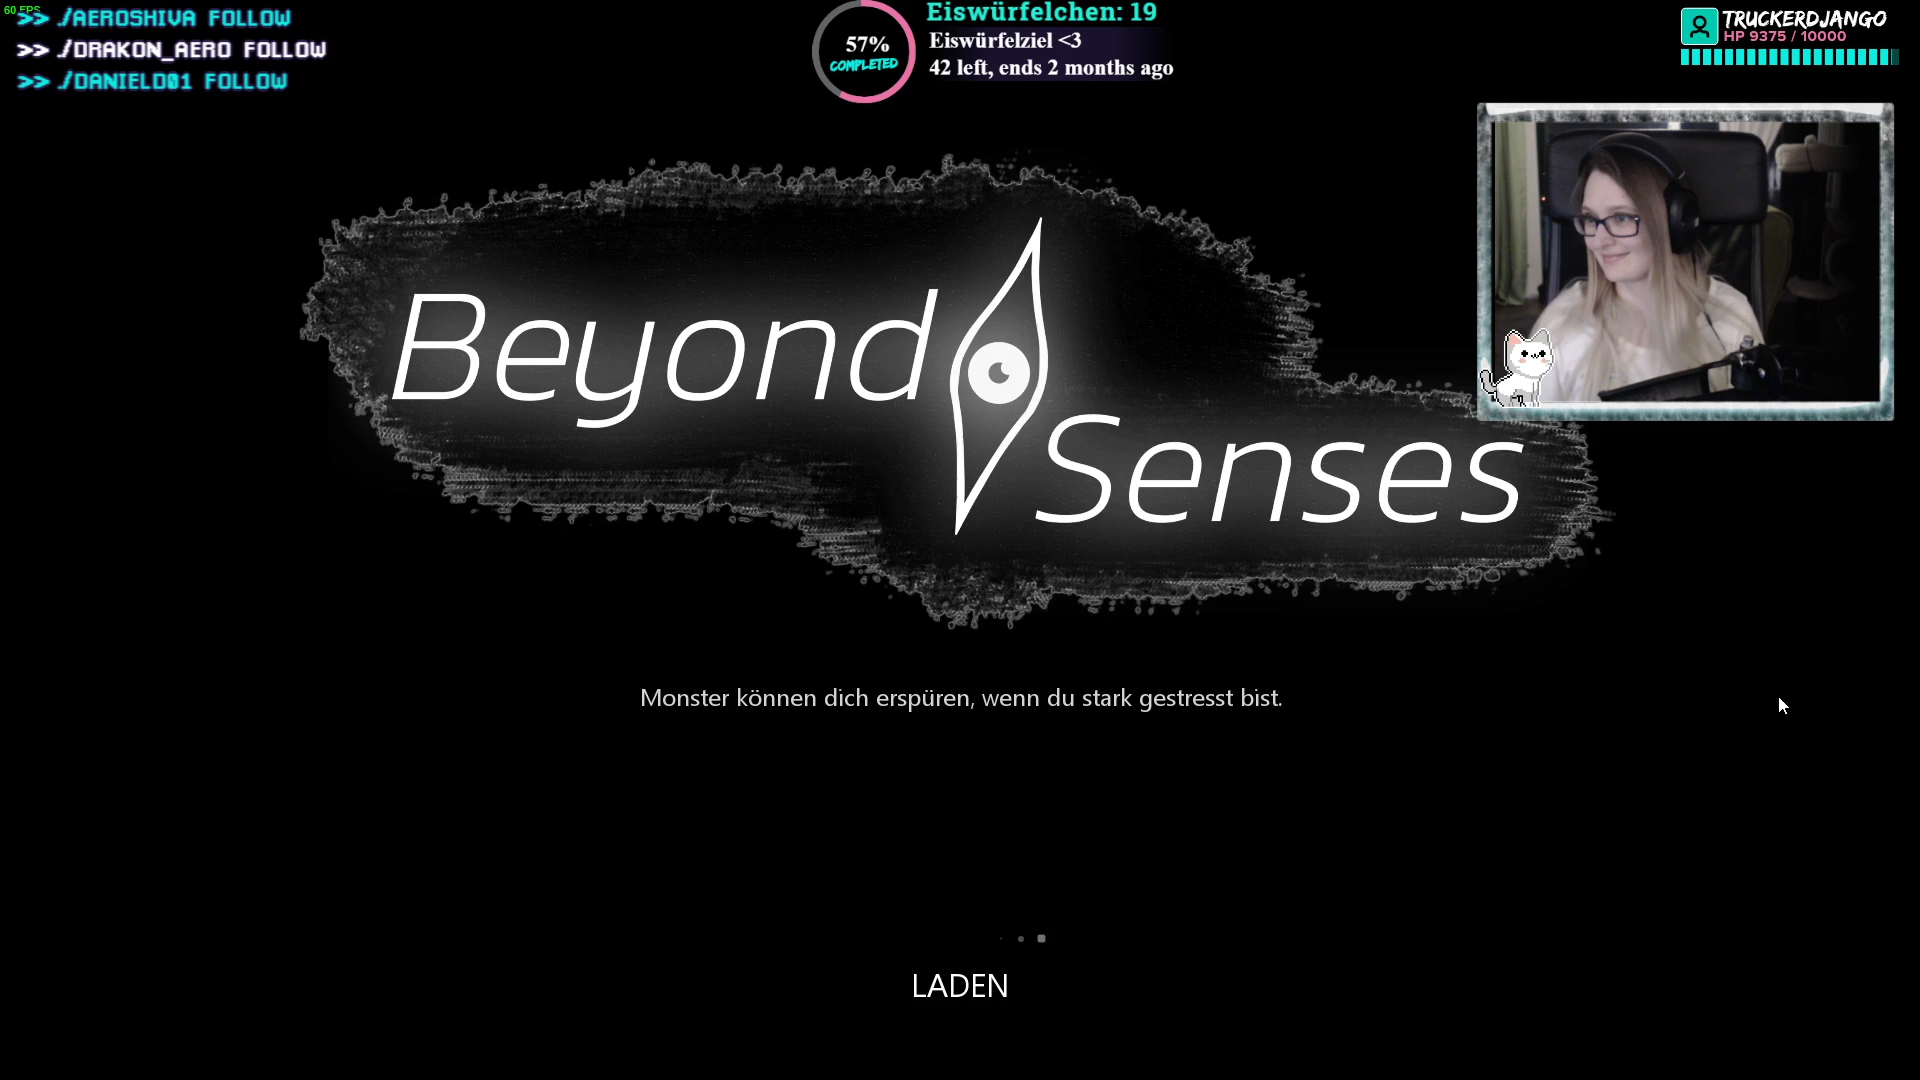 60 FPS
>> ./AEROSHIVA FOLLOW
>> ./DRAKON_AERO FOLLOW
>> ./DANIELD01 FOLLOW
57%
COMPLETED
Eiswürfelchen: 19
Eiswürfelziel <3
42 left, ends 2 months ago
TRUCKERDJANGO
HP 9375 / 10000
Beyond
Senses
Monster können dich erspüren, wenn du stark gestresst bist.
LADEN